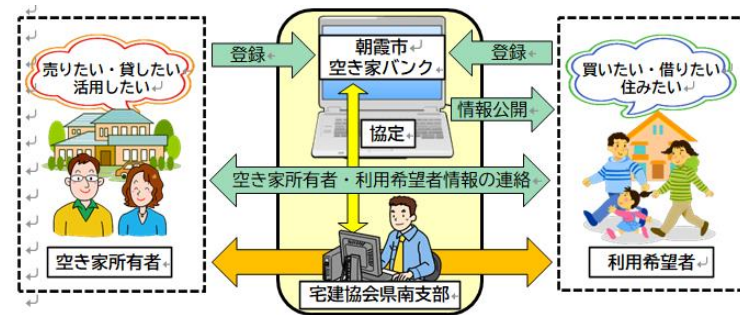 売りたい・貸したい
活用したい
空き家所有者
登録
朝霞市
空き家バンク
登録
協定
情報公開
空き家所有者・利用希望者情報の連絡
宅建協会県南支部
買いたい・借りたい
住みたい
利用希望者